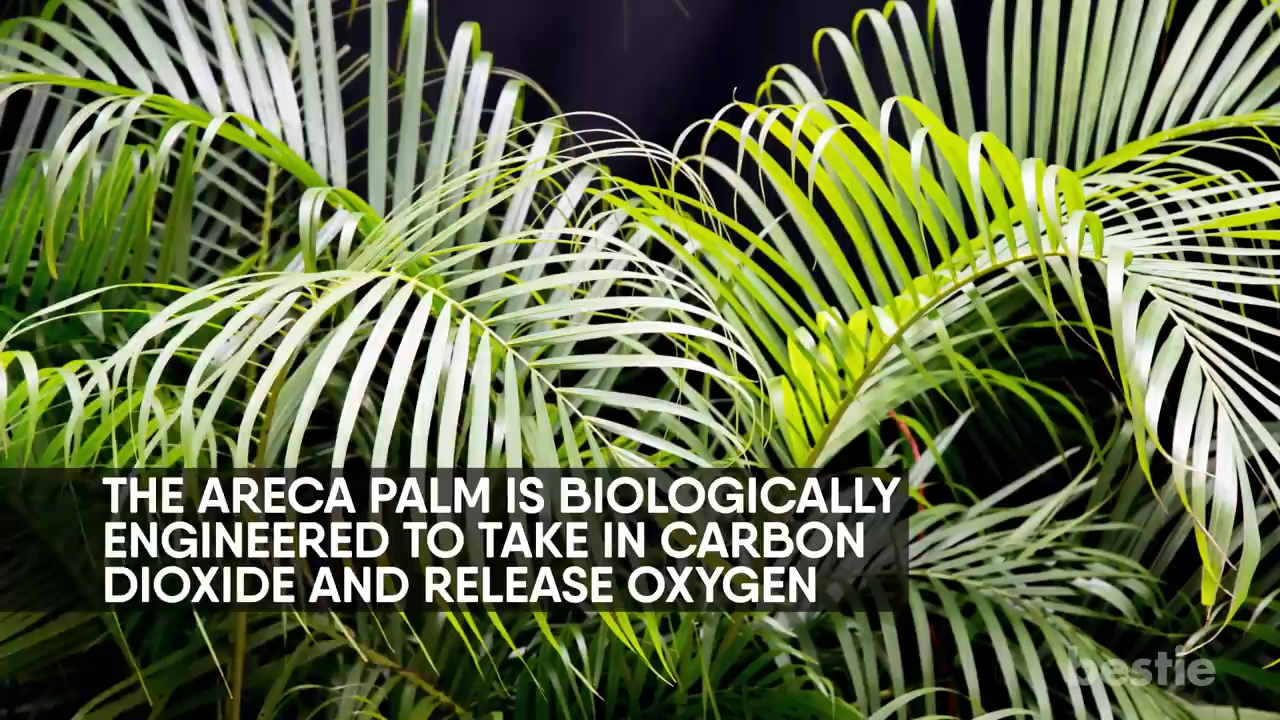 THE ARECA PALM IS BIOLOGICALLY
ENGINEERED TO TAKE IN CARBON
DIOXIDE AND RELEASE OXYGEN
bestie